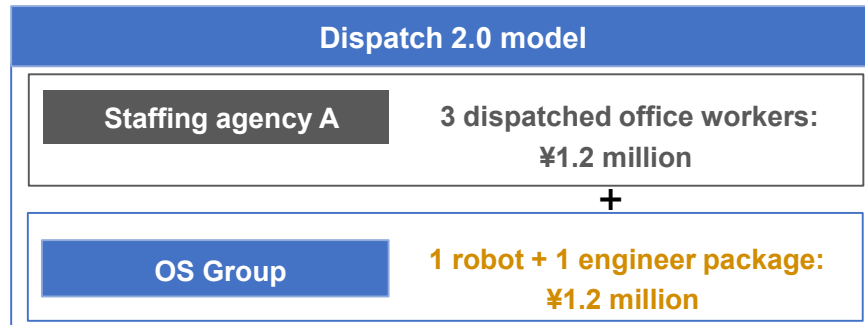 Dispatch 2.0 model
Staffing agency A
3 dispatched office workers:
¥1.2 million
+
OS Group
1 robot + 1 engineer package:
¥1.2 million